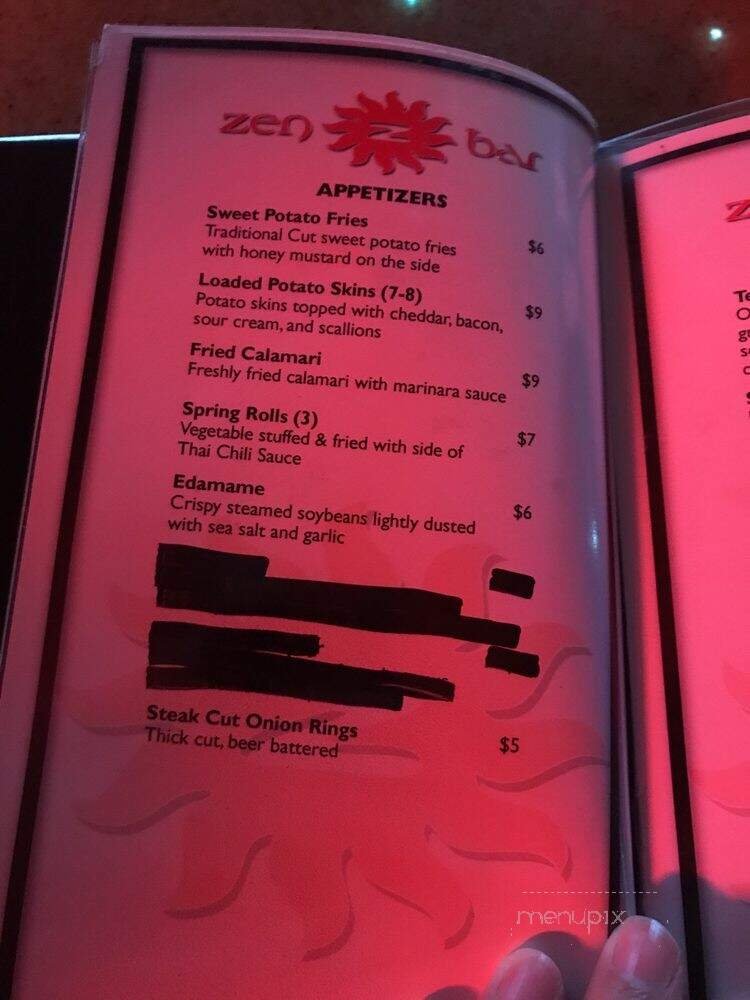 zen Z bar
APPETIZERS
Sweet Potato Fries
Traditional Cut sweet potato fries $6
with honey mustard on the side
Loaded Potato Skins (7-8)
Potato skins topped with cheddar, bacon, $9
sour cream, and scallions
Fried Calamari
Freshly fried calamari with marinara sauce $9
Spring Rolls (3)
Vegetable stuffed & fried with side of $7
Thai Chili Sauce
Edamame
Crispy steamed soybeans lightly dusted $6
with sea salt and garlic
Steak Cut Onion Rings
Thick cut, beer battered $5
menupix